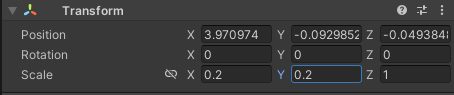 Transform
Position X 3.970974 Y -0.0929852 Z -0.0493848
Rotation X 0 Y 0 Z 0
Scale X 0.2 Y 0.2 Z 1